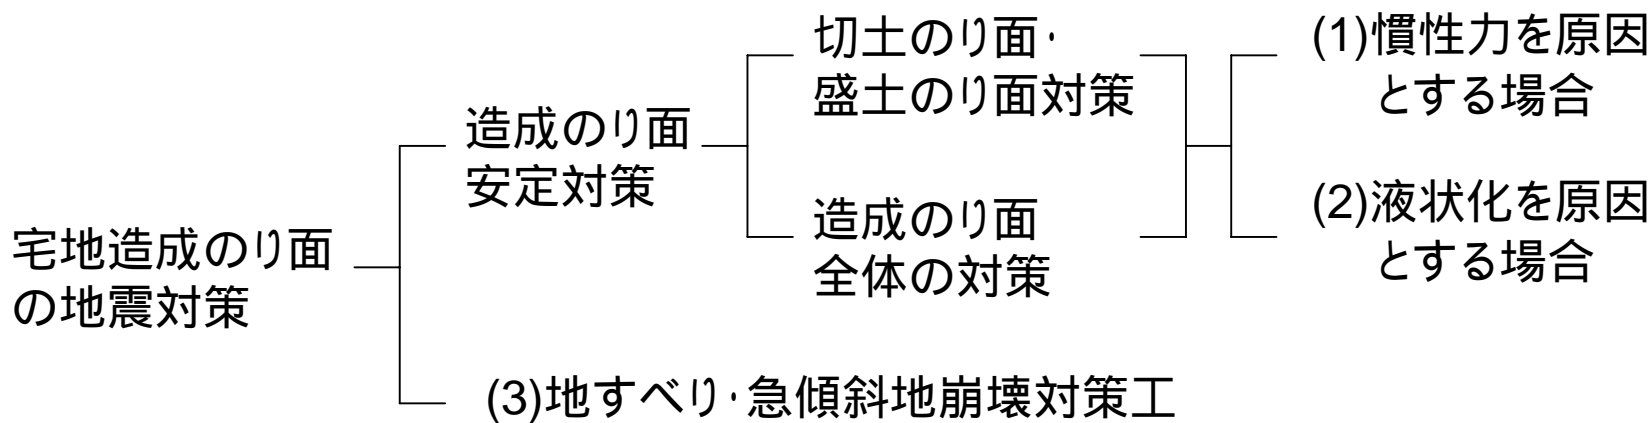 切土のり面・
盛土のり面対策
(1)慣性力を原因
とする場合
造成のり面
安定対策
造成のり面
全体の対策
(2)液状化を原因
とする場合
宅地造成のり面
の地震対策
(3)地すべり・急傾斜地崩壊対策工